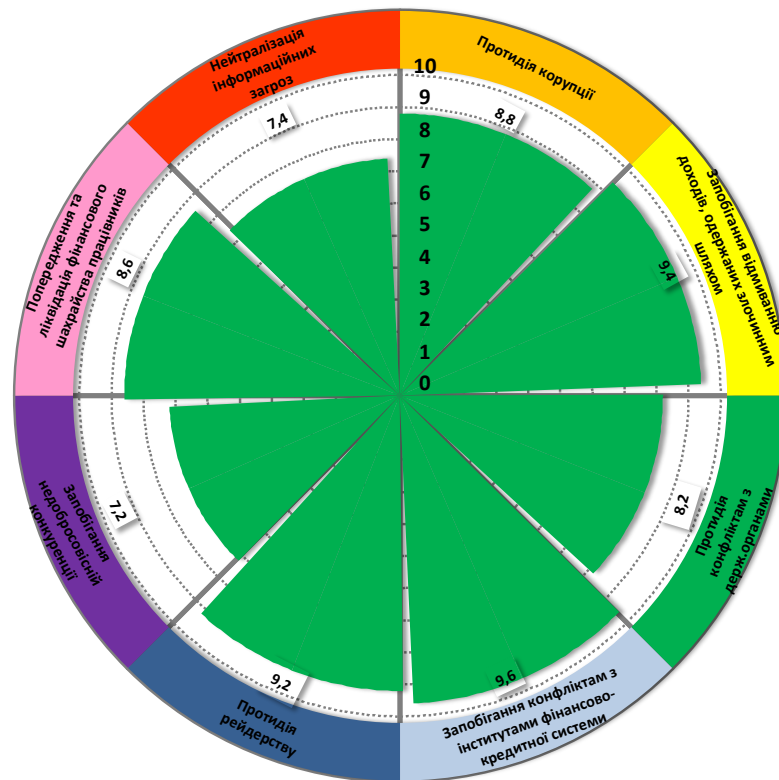 Нейтралізація
інформаційних
загроз
7,4
Протидія корупції
8,8
Запобігання відмиванню
доходів , одержаних злочинним
шляхом
9,4
Протидія
конфліктам з
держ.органами
8,2
Запобігання конфліктам з
інститутами фінансово-
кредитної системи
9,6
Протидія
рейдерству
9,2
Запобігання
недобросовісній
конкуренції
7,2
Попередження та
ліквідація фінансового
шахрайства працівників
8,6
10
9
8
7
6
5
4
3
2
1
0